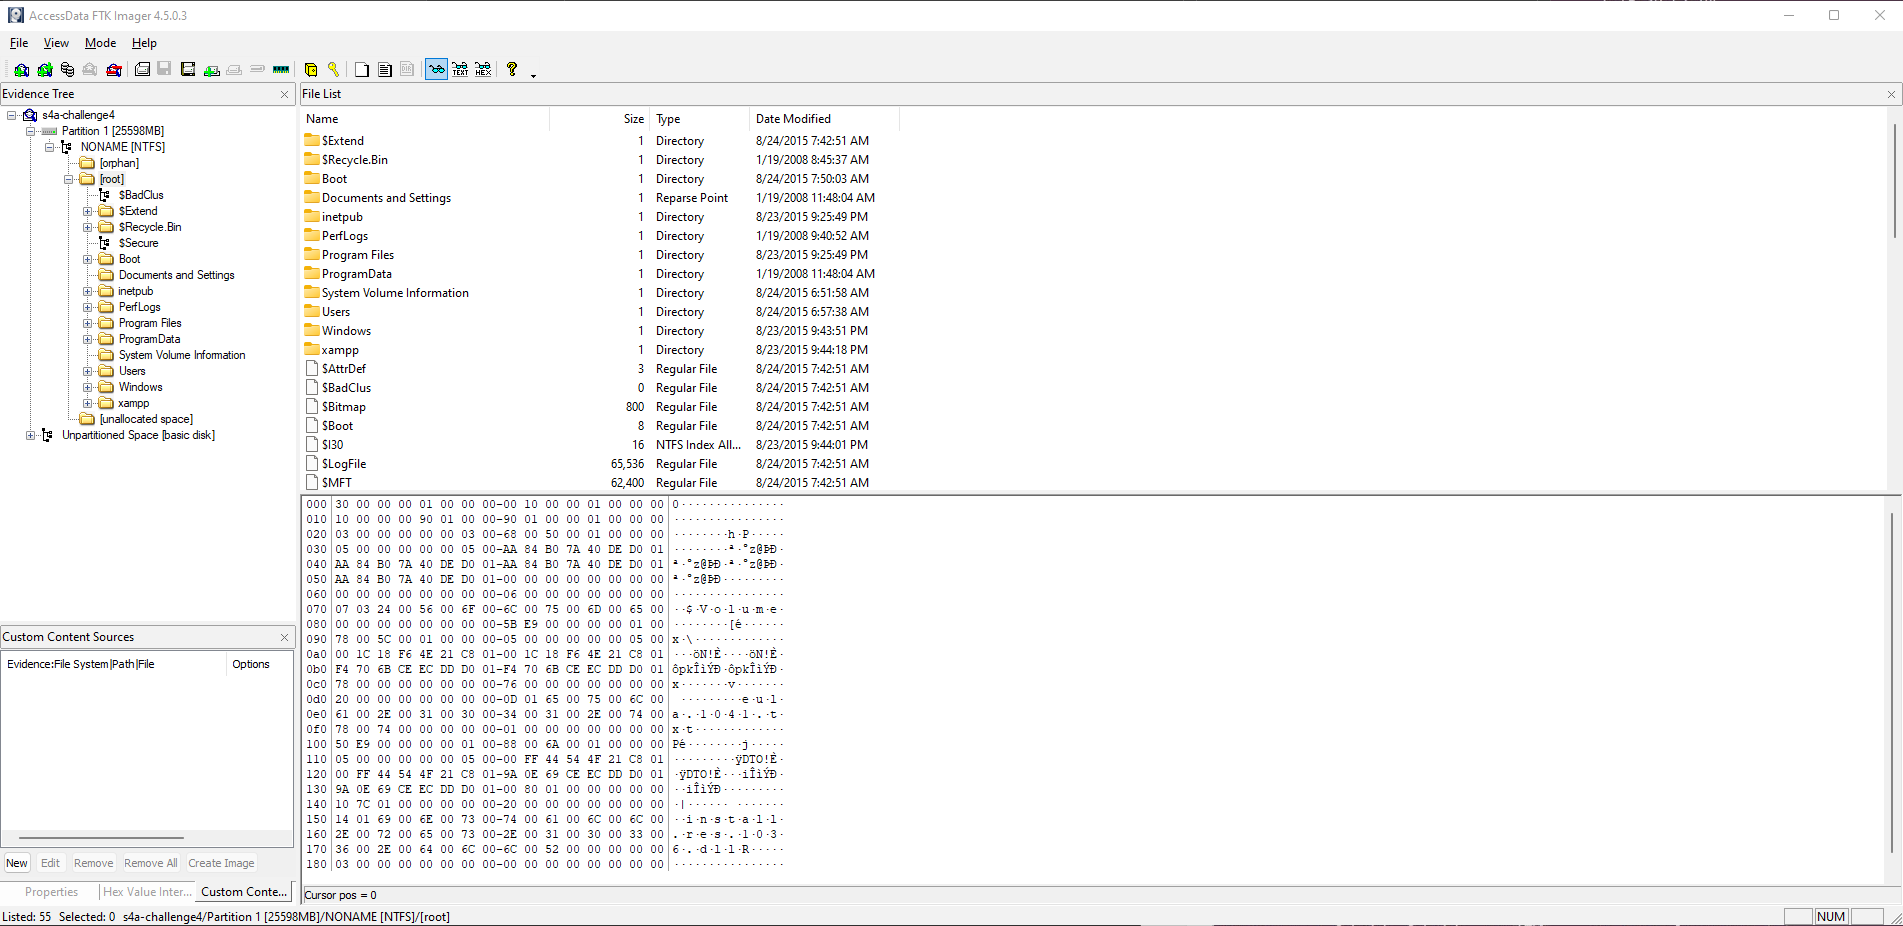 AccessData FTK Imager 4.5.0.3
File View Mode Help
TEXT HEX
Evidence Tree
s4a-challenge4
Partition 1 [25598MB]
NONAME [NTFS]
[orphan]
[root]
$BadClus
$Extend
$Recycle.Bin
$Secure
Boot
Documents and Settings
inetpub
PerfLogs
Program Files
ProgramData
System Volume Information
Users
Windows
xampp
[unallocated space]
Unpartitioned Space [basic disk]
Custom Content Sources
Evidence:File System|Path|File Options
New Edit Remove Remove All Create Image
Properties Hex Value Inter... Custom Conte...
File List
Name Size Type Date Modified
$Extend 1 Directory 8/24/2015 7:42:51 AM
$Recycle.Bin 1 Directory 1/19/2008 8:45:37 AM
Boot 1 Directory 8/24/2015 7:50:03 AM
Documents and Settings 1 Reparse Point 1/19/2008 11:48:04 AM
inetpub 1 Directory 8/23/2015 9:25:49 PM
PerfLogs 1 Directory 1/19/2008 9:40:52 AM
Program Files 1 Directory 8/23/2015 9:25:49 PM
ProgramData 1 Directory 1/19/2008 11:48:04 AM
System Volume Information 1 Directory 8/24/2015 6:51:58 AM
Users 1 Directory 8/24/2015 6:57:38 AM
Windows 1 Directory 8/23/2015 9:43:51 PM
xampp 1 Directory 8/23/2015 9:44:18 PM
$AttrDef 3 Regular File 8/24/2015 7:42:51 AM
$BadClus 0 Regular File 8/24/2015 7:42:51 AM
$Bitmap 800 Regular File 8/24/2015 7:42:51 AM
$Boot 8 Regular File 8/24/2015 7:42:51 AM
$I30 16 NTFS Index All... 8/23/2015 9:44:01 PM
$LogFile 65,536 Regular File 8/24/2015 7:42:51 AM
$MFT 62,400 Regular File 8/24/2015 7:42:51 AM
000 30 00 00 00 01 00 00 00-00 10 00 00 01 00 00 00 0···············
010 10 00 00 00 90 01 00 00-90 01 00 00 01 00 00 00 ················
020 03 00 00 00 00 00 03 00-68 00 50 00 01 00 00 00 ········h·P·····
030 05 00 00 00 00 00 05 00-AA 84 B0 7A 40 DE D0 01 ········ª·°z@ÞÐ·
040 AA 84 B0 7A 40 DE D0 01-AA 84 B0 7A 40 DE D0 01 ª·°z@ÞÐ·ª·°z@ÞÐ·
050 AA 84 B0 7A 40 DE D0 01-00 00 00 00 00 00 00 00 ª·°z@ÞÐ·········
060 00 00 00 00 00 00 00 00-06 00 00 00 00 00 00 00 ················
070 07 03 24 00 56 00 6F 00-6C 00 75 00 6D 00 65 00 ··$·V·o·l·u·m·e·
080 00 00 00 00 00 00 00 00-5B E9 00 00 00 00 01 00 ········[é······
090 78 00 5C 00 01 00 00 00-05 00 00 00 00 00 05 00 x·\·············
0a0 00 1C 18 F6 4E 21 C8 01-00 1C 18 F6 4E 21 C8 01 ···öN!È····öN!È·
0b0 F4 70 6B CE EC DD D0 01-F4 70 6B CE EC DD D0 01 ôpkÎìÝÐ·ôpkÎìÝÐ·
0c0 78 00 00 00 00 00 00 00-76 00 00 00 00 00 00 00 x·······v·······
0d0 20 00 00 00 00 00 00 00-0D 01 65 00 75 00 6C 00  ·········e·u·l·
0e0 61 00 2E 00 31 00 30 00-34 00 31 00 2E 00 74 00 a·.·1·0·4·1·.·t·
0f0 78 00 74 00 00 00 00 00-01 00 00 00 00 00 00 00 x·t·············
100 50 E9 00 00 00 00 01 00-88 00 6A 00 01 00 00 00 Pé········j·····
110 05 00 00 00 00 00 05 00-00 FF 44 54 4F 21 C8 01 ·········ÿDTO!È·
120 00 FF 44 54 4F 21 C8 01-9A 0E 69 CE EC DD D0 01 ·ÿDTO!È···iÎìÝÐ·
130 9A 0E 69 CE EC DD D0 01-00 80 01 00 00 00 00 00 ··iÎìÝÐ·········
140 10 7C 01 00 00 00 00 00-20 00 00 00 00 00 00 00 ·|······ ·······
150 14 01 69 00 6E 00 73 00-74 00 61 00 6C 00 6C 00 ··i·n·s·t·a·l·l·
160 2E 00 72 00 65 00 73 00-2E 00 31 00 30 00 33 00 .·r·e·s·.·1·0·3·
170 36 00 2E 00 64 00 6C 00-6C 00 52 00 00 00 00 00 6·.·d·l·l·R·····
180 03 00 00 00 00 00 00 00-00 00 00 00 00 00 00 00 ················
Cursor pos = 0
Listed: 55 Selected: 0 s4a-challenge4/Partition 1 [25598MB]/NONAME [NTFS]/[root]
NUM